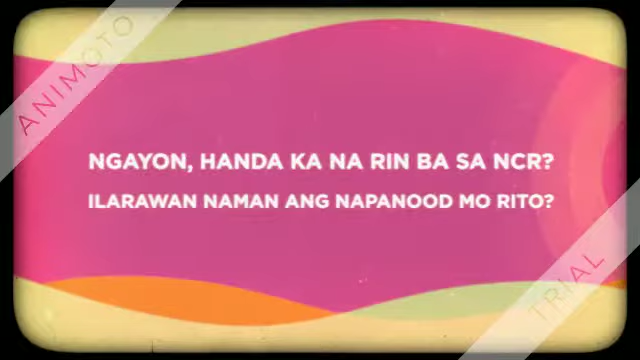 ANIMOTO
NGAYON, HANDA KA NA RIN BA SA NCR?
ILARAWAN NAMAN ANG NAPANOOD MO RITO?
TRIAL